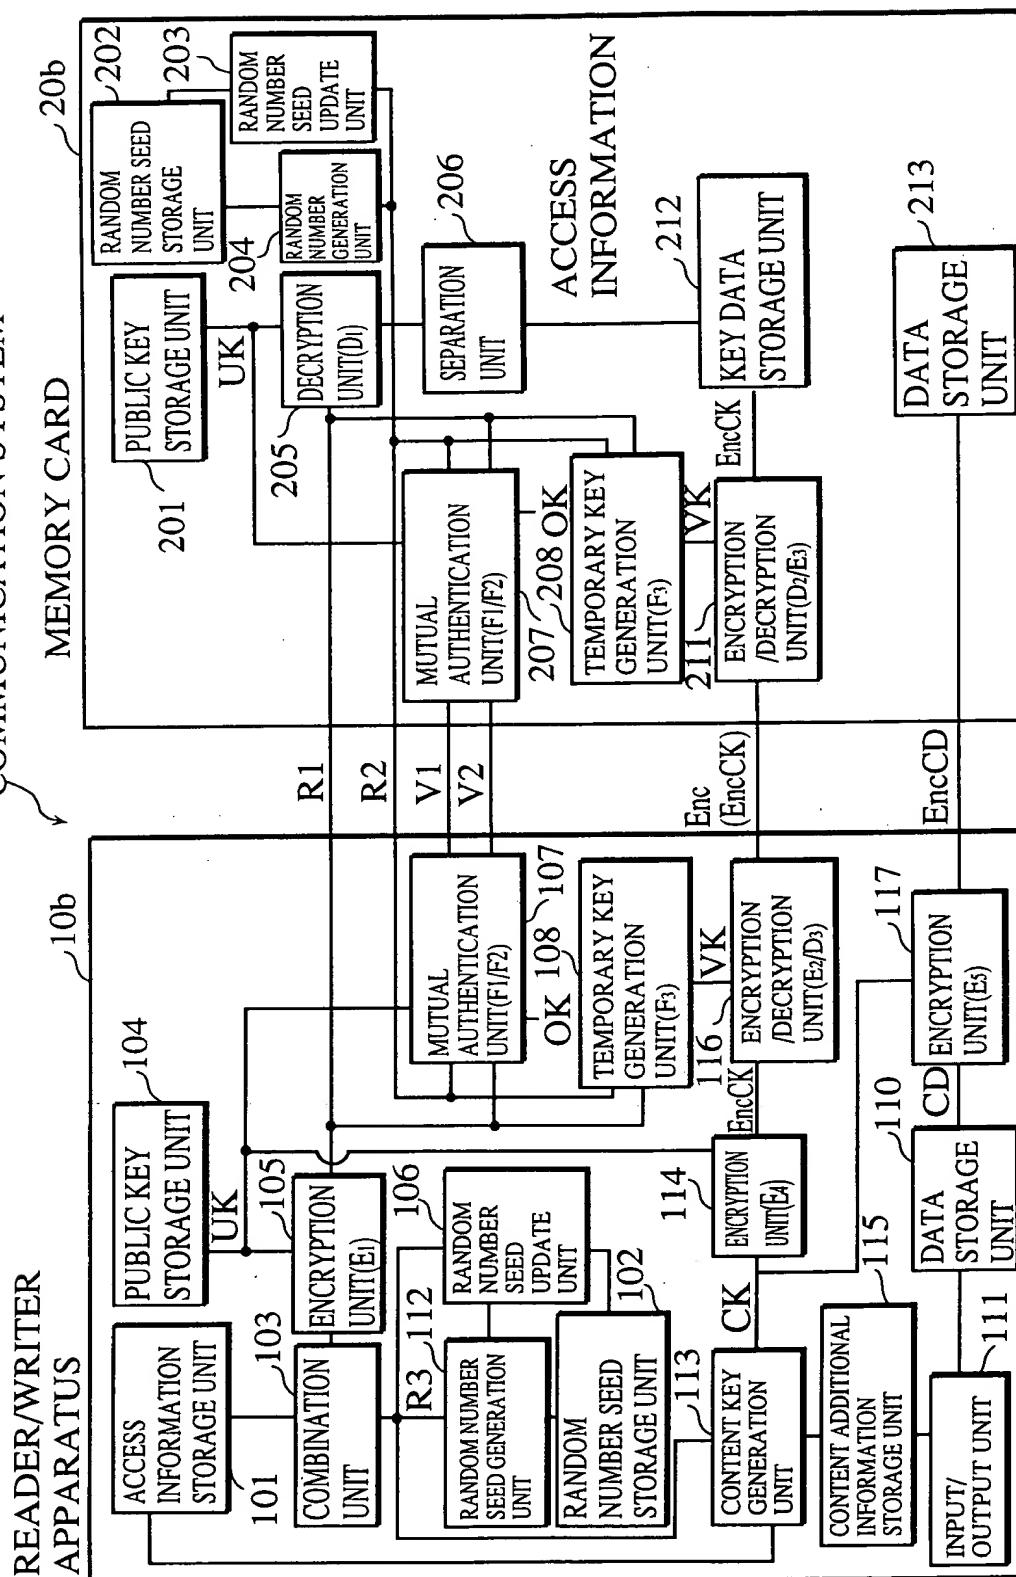 COMMUNICATION SYSTEM
READER/WRITER
APPARATUS
10b
MEMORY CARD
20b
ACCESS
INFORMATION
STORAGE UNIT
101
PUBLIC KEY
STORAGE UNIT
104
UK
COMBINATION
UNIT
103
ENCRYPTION
UNIT(E1)
105
R3
112
RANDOM NUMBER
SEED GENERATION
UNIT
RANDOM
NUMBER
SEED
UPDATE
UNIT
106
RANDOM
NUMBER SEED
STORAGE UNIT
102
MUTUAL
AUTHENTICATION
UNIT(F1/F2)
107
OK
108
TEMPORARY KEY
GENERATION
UNIT(F3)
VK
113
CONTENT KEY
GENERATION
UNIT
CK
114
ENCRYPTION
UNIT(E4)
EncCK
116
ENCRYPTION
/DECRYPTION
UNIT(E2/D3)
CONTENT ADDITIONAL
INFORMATION
STORAGE UNIT
115
INPUT/
OUTPUT UNIT
111
DATA
STORAGE
UNIT
110
CD
ENCRYPTION
UNIT(E5)
117
R1
R2
V1
V2
Enc
(EncCK)
EncCD
PUBLIC KEY
STORAGE UNIT
201
UK
RANDOM
NUMBER SEED
STORAGE
UNIT
202
RANDOM
NUMBER
SEED
UPDATE
UNIT
203
204
RANDOM
NUMBER
GENERATION
UNIT
DECRYPTION
UNIT(D1)
205
SEPARATION
UNIT
206
ACCESS
INFORMATION
MUTUAL
AUTHENTICATION
UNIT(F1/F2)
207
OK
208
TEMPORARY KEY
GENERATION
UNIT(F3)
VK
211
ENCRYPTION
/DECRYPTION
UNIT(D2/E3)
EncCK
KEY DATA
STORAGE UNIT
212
DATA
STORAGE
UNIT
213